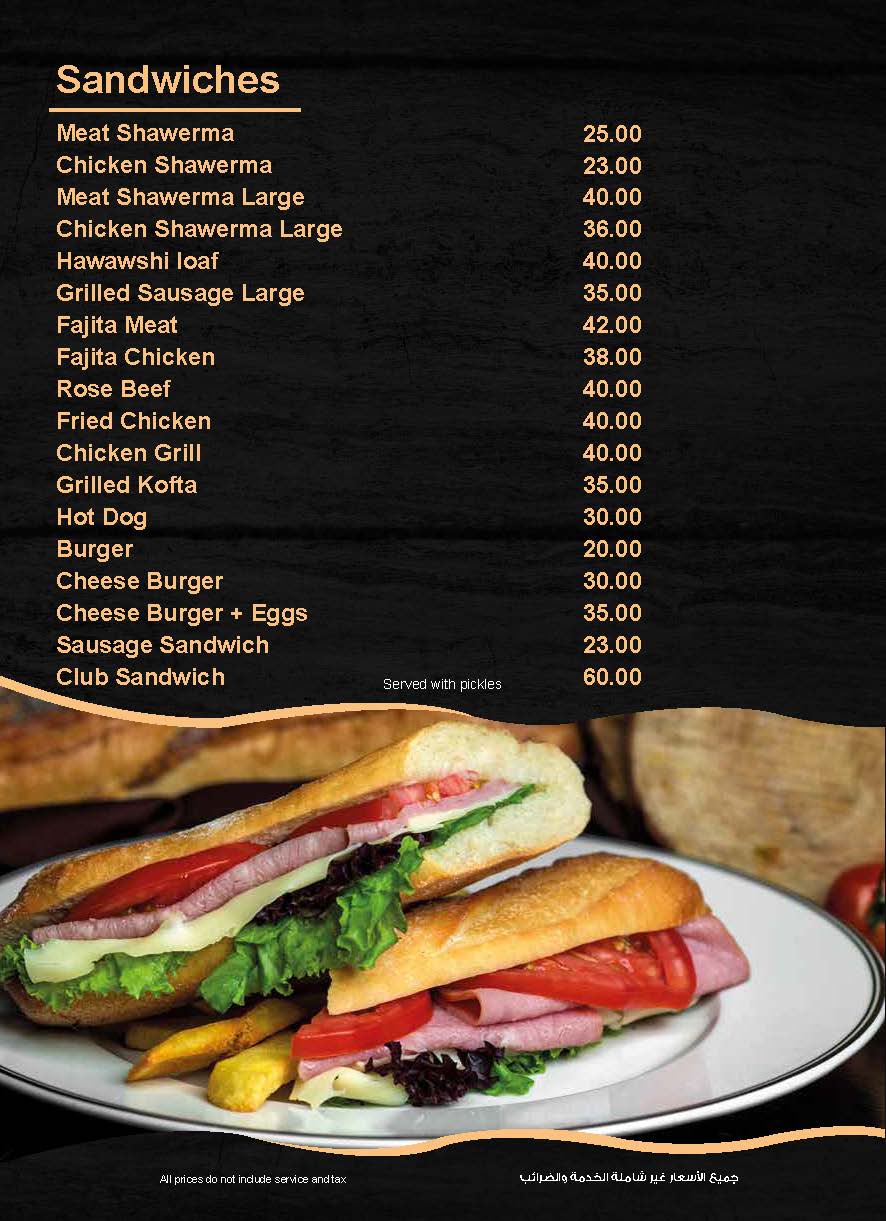 Sandwiches
Meat Shawerma 25.00
Chicken Shawerma 23.00
Meat Shawerma Large 40.00
Chicken Shawerma Large 36.00
Hawawshi loaf 40.00
Grilled Sausage Large 35.00
Fajita Meat 42.00
Fajita Chicken 38.00
Rose Beef 40.00
Fried Chicken 40.00
Chicken Grill 40.00
Grilled Kofta 35.00
Hot Dog 30.00
Burger 20.00
Cheese Burger 30.00
Cheese Burger + Eggs 35.00
Sausage Sandwich 23.00
Club Sandwich 60.00
Served with pickles
All prices do not include service and tax
جميع الأسعار غير شاملة الخدمة والضرائب